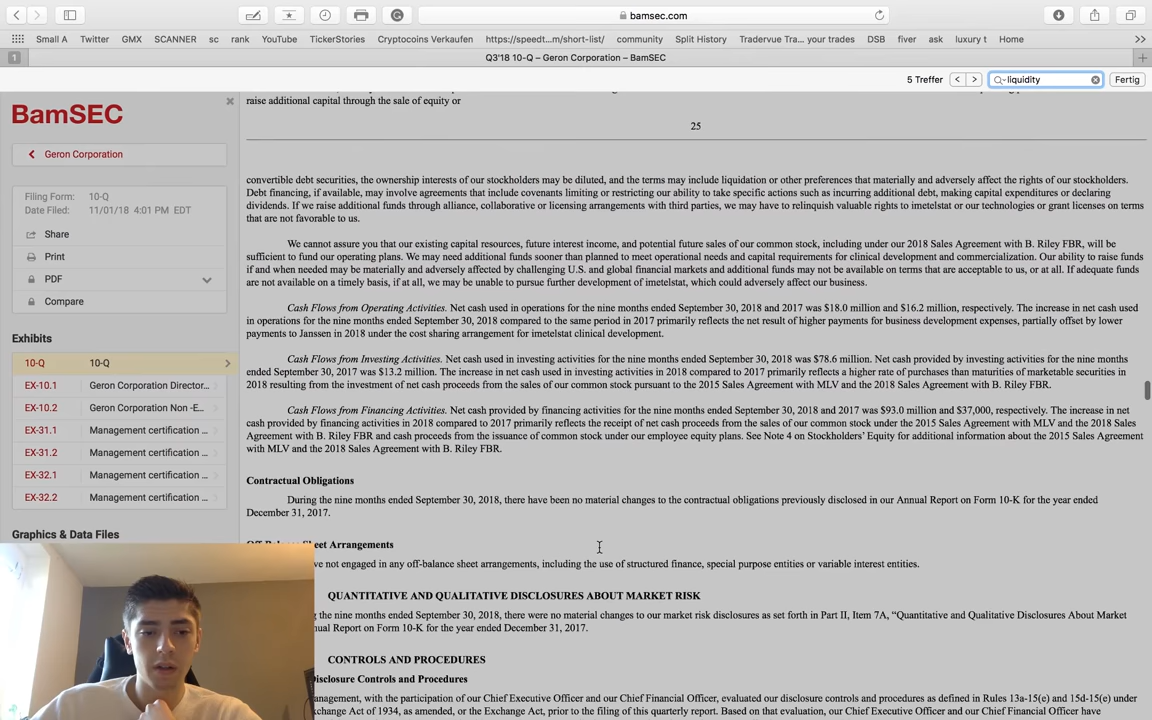 bamsec.com
Small A Twitter GMX SCANNER sc rank YouTube TickerStories Cryptocoins Verkaufen https://speedt...m/short-list/ community Split History Tradervue Tra... your trades DSB fiver ask luxury t Home
1 Q3'18 10-Q – Geron Corporation – BamSEC
5 Treffer liquidity Fertig
BamSEC
Geron Corporation
Filing Form: 10-Q
Date Filed: 11/01/18 4:01 PM EDT
Share
Print
PDF
Compare
Exhibits
10-Q 10-Q
EX-10.1 Geron Corporation Director...
EX-10.2 Geron Corporation Non -E...
EX-31.1 Management certification ...
EX-31.2 Management certification ...
EX-32.1 Management certification ...
EX-32.2 Management certification ...
Graphics & Data Files
raise additional capital through the sale of equity or
25
convertible debt securities, the ownership interests of our stockholders may be diluted, and the terms may include liquidation or other preferences that materially and adversely affect the rights of our stockholders.
Debt financing, if available, may involve agreements that include covenants limiting or restricting our ability to take specific actions such as incurring additional debt, making capital expenditures or declaring
dividends. If we raise additional funds through alliance, collaborative or licensing arrangements with third parties, we may have to relinquish valuable rights to imetelstat or our technologies or grant licenses on terms
that are not favorable to us.
We cannot assure you that our existing capital resources, future interest income, and potential future sales of our common stock, including under our 2018 Sales Agreement with B. Riley FBR, will be
sufficient to fund our operating plans. We may need additional funds sooner than planned to meet operational needs and capital requirements for clinical development and commercialization. Our ability to raise funds
if and when needed may be materially and adversely affected by challenging U.S. and global financial markets and additional funds may not be available on terms that are acceptable to us, or at all. If adequate funds
are not available on a timely basis, if at all, we may be unable to pursue further development of imetelstat, which could adversely affect our business.
Cash Flows from Operating Activities. Net cash used in operations for the nine months ended September 30, 2018 and 2017 was $18.0 million and $16.2 million, respectively. The increase in net cash used
in operations for the nine months ended September 30, 2018 compared to the same period in 2017 primarily reflects the net result of higher payments for business development expenses, partially offset by lower
payments to Janssen in 2018 under the cost sharing arrangement for imetelstat clinical development.
Cash Flows from Investing Activities. Net cash used in investing activities for the nine months ended September 30, 2018 was $78.6 million. Net cash provided by investing activities for the nine months
ended September 30, 2017 was $13.2 million. The increase in net cash used in investing activities in 2018 compared to 2017 primarily reflects a higher rate of purchases than maturities of marketable securities in
2018 resulting from the investment of net cash proceeds from the sales of our common stock pursuant to the 2015 Sales Agreement with MLV and the 2018 Sales Agreement with B. Riley FBR.
Cash Flows from Financing Activities. Net cash provided by financing activities for the nine months ended September 30, 2018 and 2017 was $93.0 million and $37,000, respectively. The increase in net
cash provided by financing activities in 2018 compared to 2017 primarily reflects the receipt of net cash proceeds from the sales of our common stock under the 2015 Sales Agreement with MLV and the 2018 Sales
Agreement with B. Riley FBR and cash proceeds from the issuance of common stock under our employee equity plans. See Note 4 on Stockholders' Equity for additional information about the 2015 Sales Agreement
with MLV and the 2018 Sales Agreement with B. Riley FBR.
Contractual Obligations
During the nine months ended September 30, 2018, there have been no material changes to the contractual obligations previously disclosed in our Annual Report on Form 10-K for the year ended
December 31, 2017.
Sheet Arrangements
not engaged in any off-balance sheet arrangements, including the use of structured finance, special purpose entities or variable interest entities.
QUANTITATIVE AND QUALITATIVE DISCLOSURES ABOUT MARKET RISK
the nine months ended September 30, 2018, there were no material changes to our market risk disclosures as set forth in Part II, Item 7A, "Quantitative and Qualitative Disclosures About Market
Report on Form 10-K for the year ended December 31, 2017.
CONTROLS AND PROCEDURES
Disclosure Controls and Procedures
with the participation of our Chief Executive Officer and our Chief Financial Officer, evaluated our disclosure controls and procedures as defined in Rules 13a-15(e) and 15d-15(e) under
Act of 1934, as amended, or the Exchange Act, prior to the filing of this quarterly report. Based on that evaluation, our Chief Executive Officer and our Chief Financial Officer have